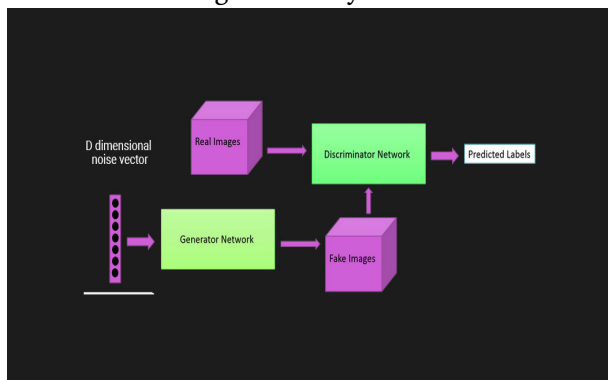 Real Images
D dimensional
noise vector
Discriminator Network
Predicted Labels
Generator Network
Fake Images